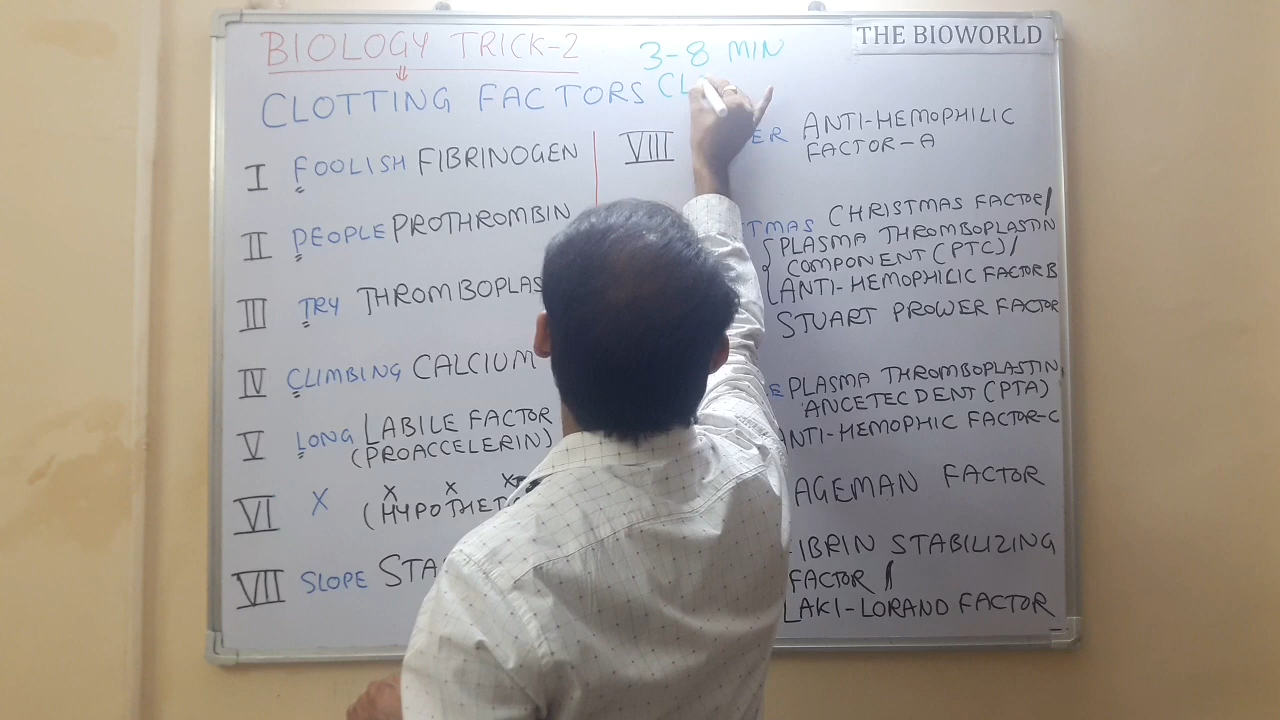 BIOLOGY TRICK-2
3-8 MIN
THE BIOWORLD
CLOTTING FACTORS
I FOOLISH FIBRINOGEN
II PEOPLE PROTHROMBIN
III TRY THROMBOPLAS
IV CLIMBING CALCIUM
V LONG LABILE FACTOR
(PROACCELERIN)
VI X X X X
(HYPOTHET
VII SLOPE STA
VIII ER ANTI-HEMOPHILIC
FACTOR-A
TMAS CHRISTMAS FACTOR/
PLASMA THROMBOPLASTIN
COMPONENT (PTC)/
ANTI-HEMOPHILIC FACTOR B
STUART PROWER FACTOR
E PLASMA THROMBOPLASTIN
ANCETECDENT (PTA)
NTI-HEMOPHIC FACTOR-C
AGEMAN FACTOR
IBRIN STABILIZING
FACTOR /
LAKI-LORAND FACTOR